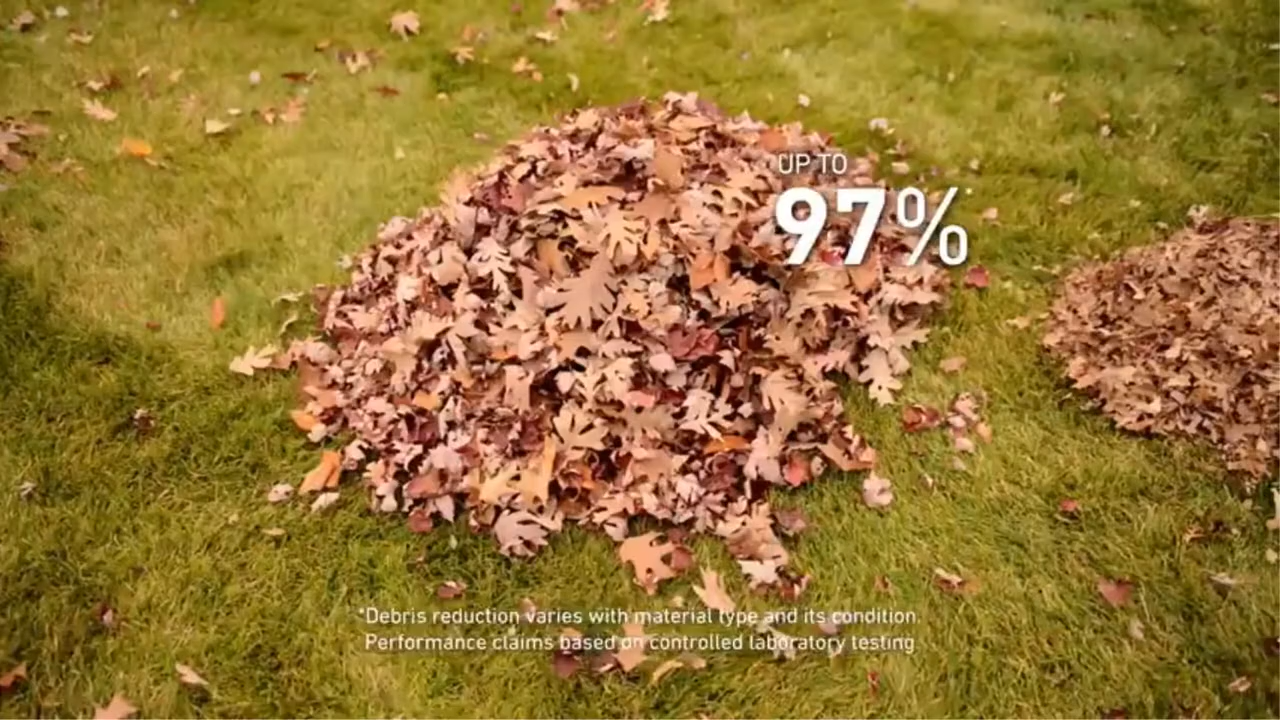 UP TO
97%*
*Debris reduction varies with material type and its condition.
Performance claims based on controlled laboratory testing